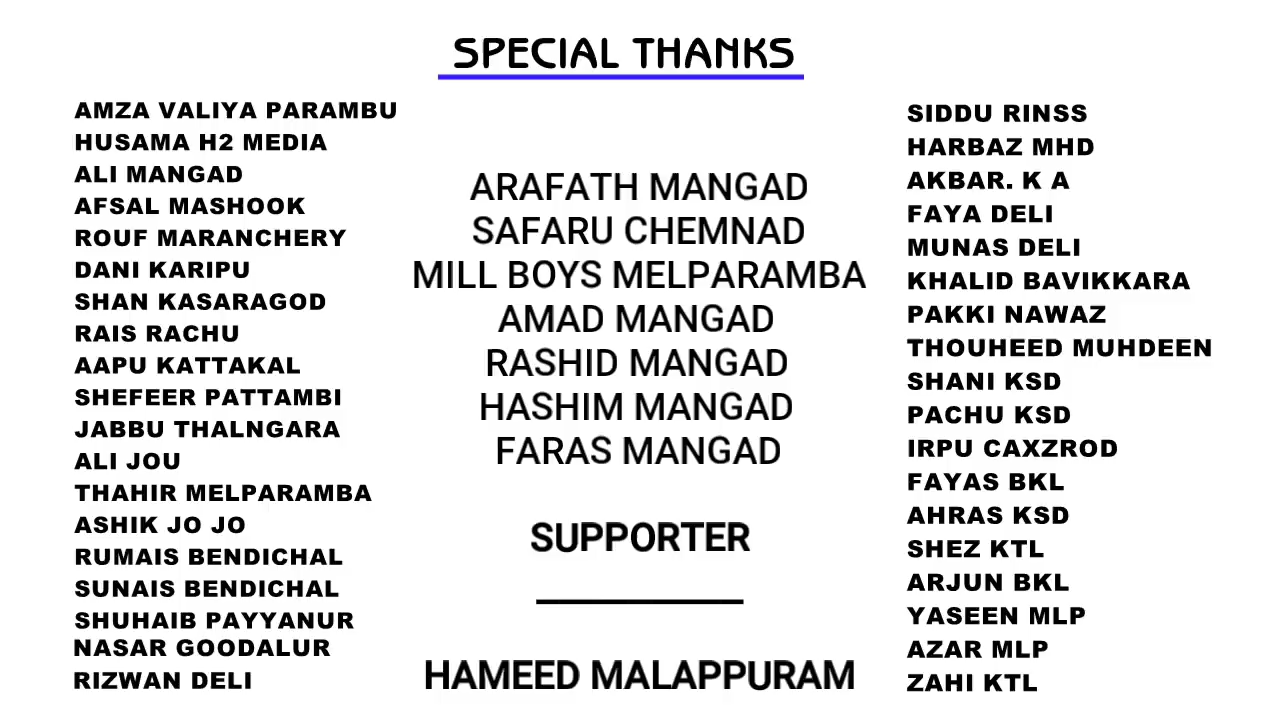 SPECIAL THANKS
AMZA VALIYA PARAMBU
HUSAMA H2 MEDIA
ALI MANGAD
AFSAL MASHOOK
ROUF MARANCHERY
DANI KARIPU
SHAN KASARAGOD
RAIS RACHU
AAPU KATTAKAL
SHEFEER PATTAMBI
JABBU THALNGARA
ALI JOU
THAHIR MELPARAMBA
ASHIK JO JO
RUMAIS BENDICHAL
SUNAIS BENDICHAL
SHUHAIB PAYYANUR
NASAR GOODALUR
RIZWAN DELI
ARAFATH MANGAD
SAFARU CHEMNAD
MILL BOYS MELPARAMBA
AMAD MANGAD
RASHID MANGAD
HASHIM MANGAD
FARAS MANGAD
SUPPORTER
HAMEED MALAPPURAM
SIDDU RINSS
HARBAZ MHD
AKBAR. K A
FAYA DELI
MUNAS DELI
KHALID BAVIKKARA
PAKKI NAWAZ
THOUHEED MUHDEEN
SHANI KSD
PACHU KSD
IRPU CAXZROD
FAYAS BKL
AHRAS KSD
SHEZ KTL
ARJUN BKL
YASEEN MLP
AZAR MLP
ZAHI KTL